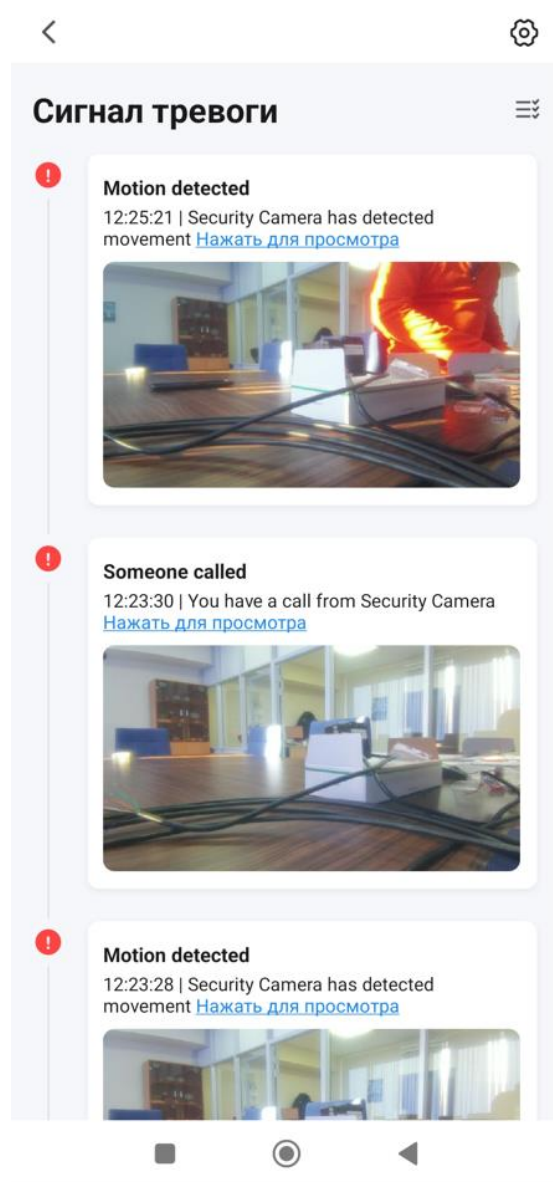 Сигнал тревоги
Motion detected
12:25:21 | Security Camera has detected
movement Нажать для просмотра
Someone called
12:23:30 | You have a call from Security Camera
Нажать для просмотра
Motion detected
12:23:28 | Security Camera has detected
movement Нажать для просмотра